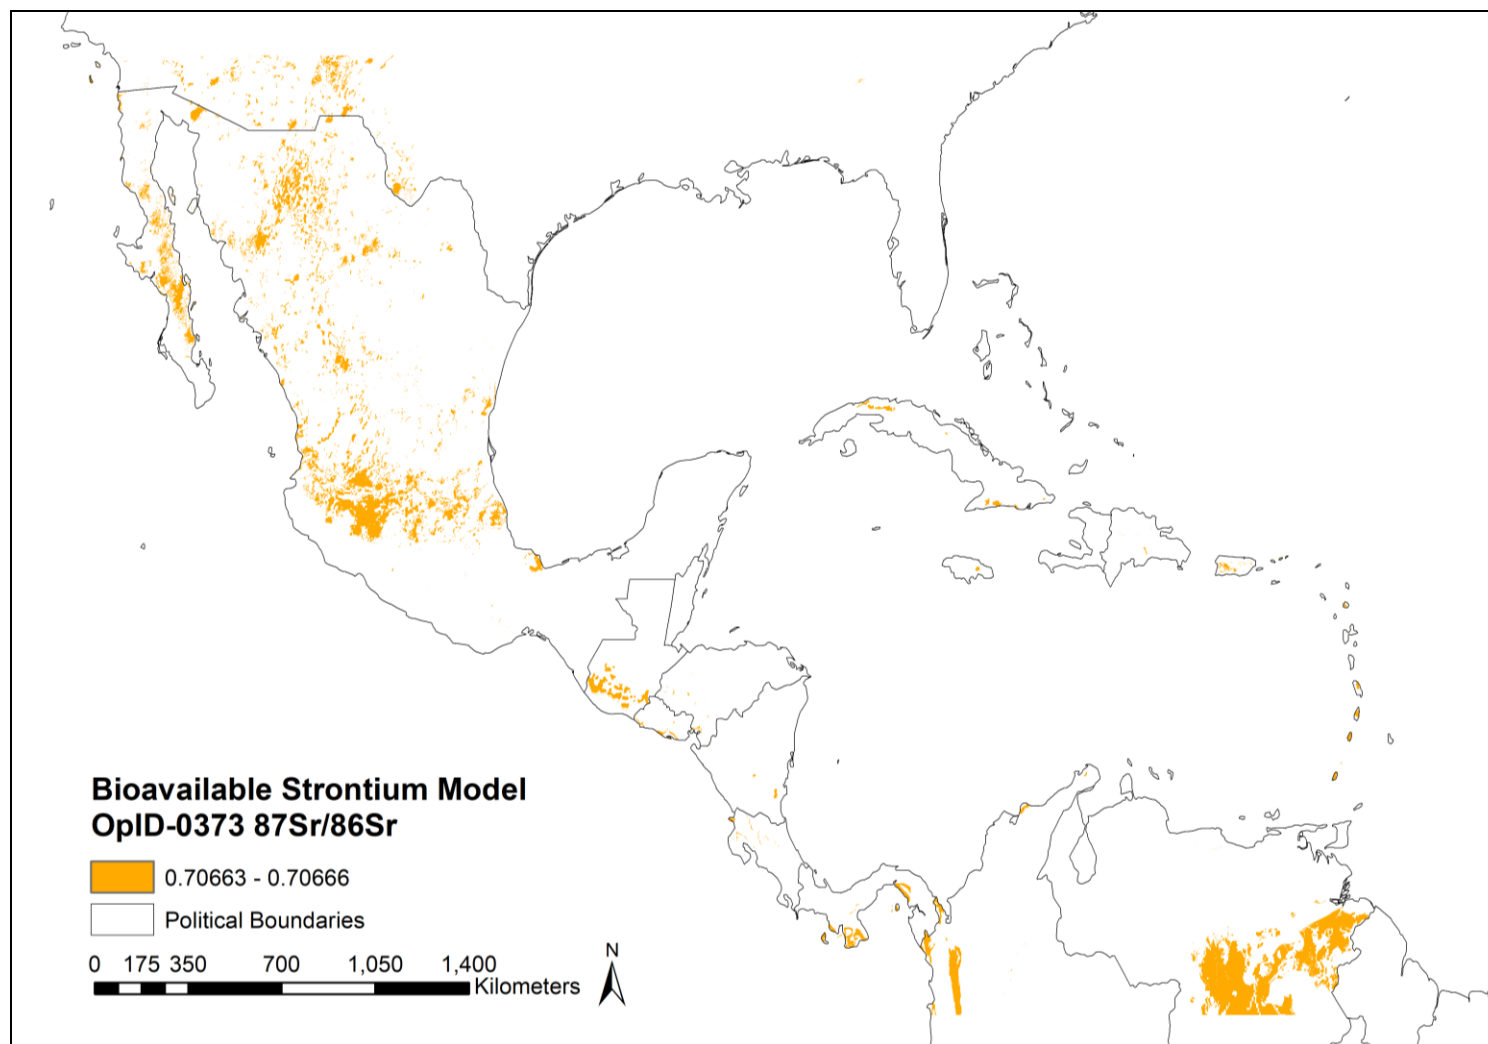 Bioavailable Strontium Model
OpID-0373 87Sr/86Sr
0.70663 - 0.70666
Political Boundaries
0 175 350 700 1,050 1,400
Kilometers
N